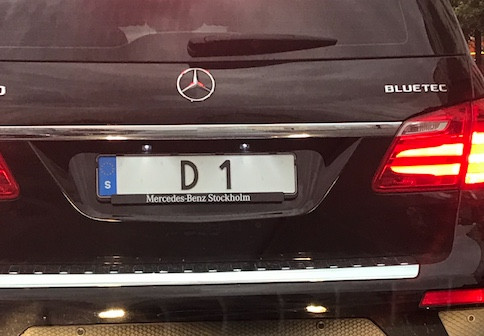 BLUETEC
D 1
S
Mercedes-Benz Stockholm